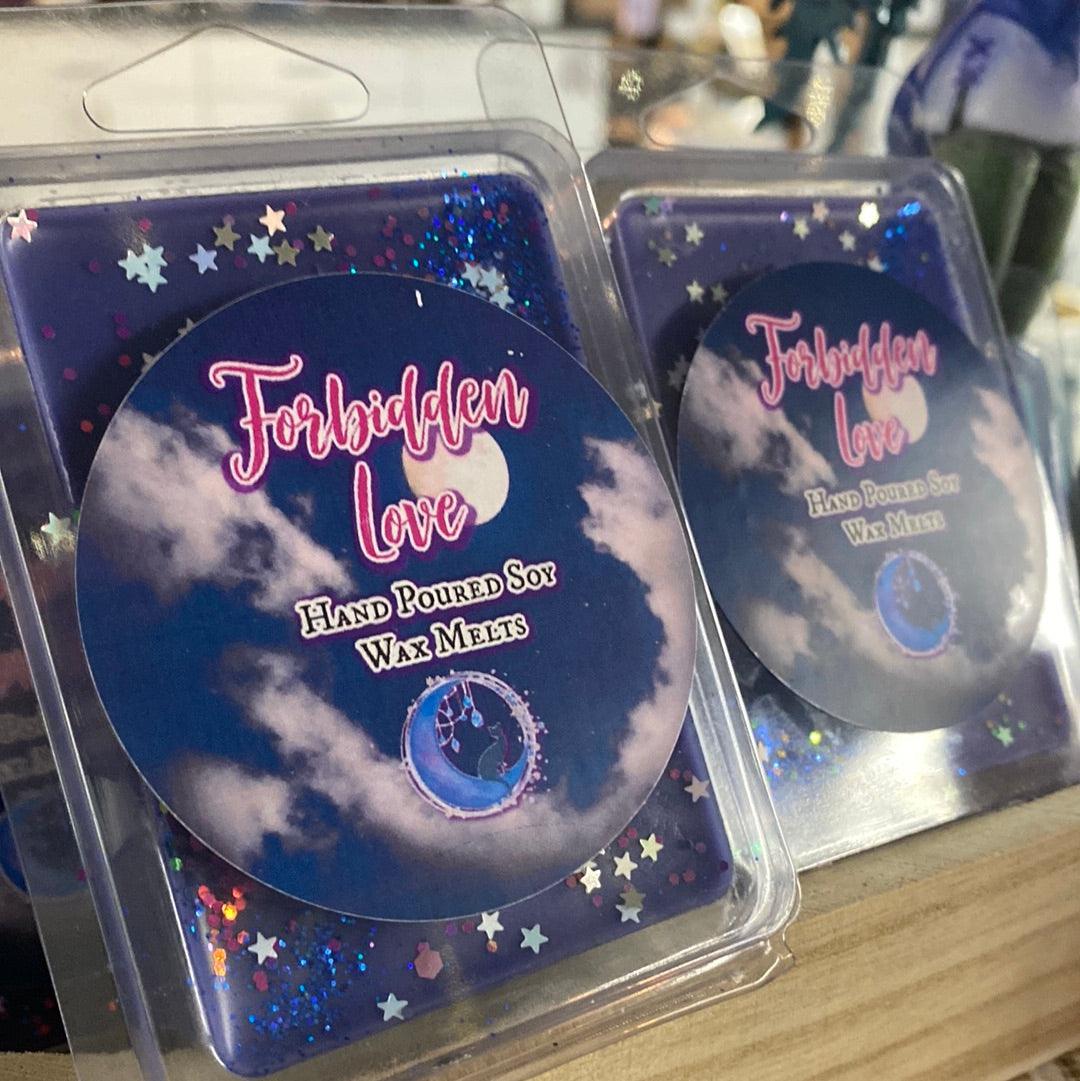 Forbidden
Love
Hand Poured Soy
Wax Melts
Forbidden
Love
Hand Poured Soy
Wax Melts